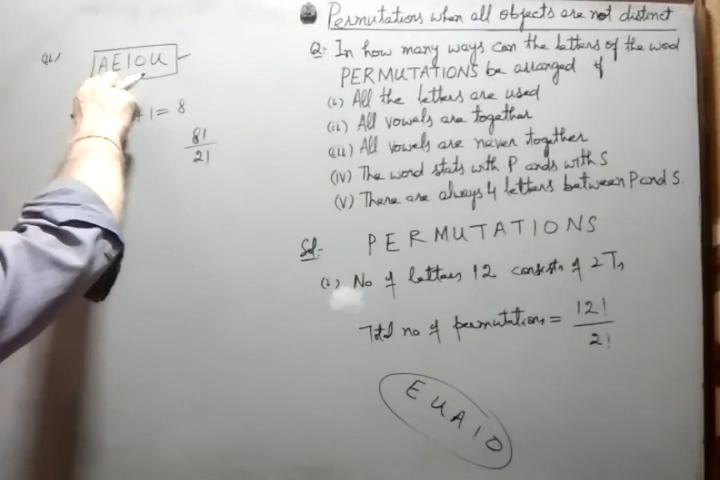 Permutations when all objects are not distinct
Q:- In how many ways can the letters of the word
PERMUTATIONS be arranged if
(i) All the letters are used
(ii) All vowels are together
(iii) All vowels are never together
(IV) The word stats with P ends with S
(V) There are always 4 letters between P and S.
Sol:- PERMUTATIONS
(i) No of letters 12 consists of 2 T,
Total no of permutations = 12!
2!
EUAIO
(ii)
AEIOU
+1 = 8
8!
2!